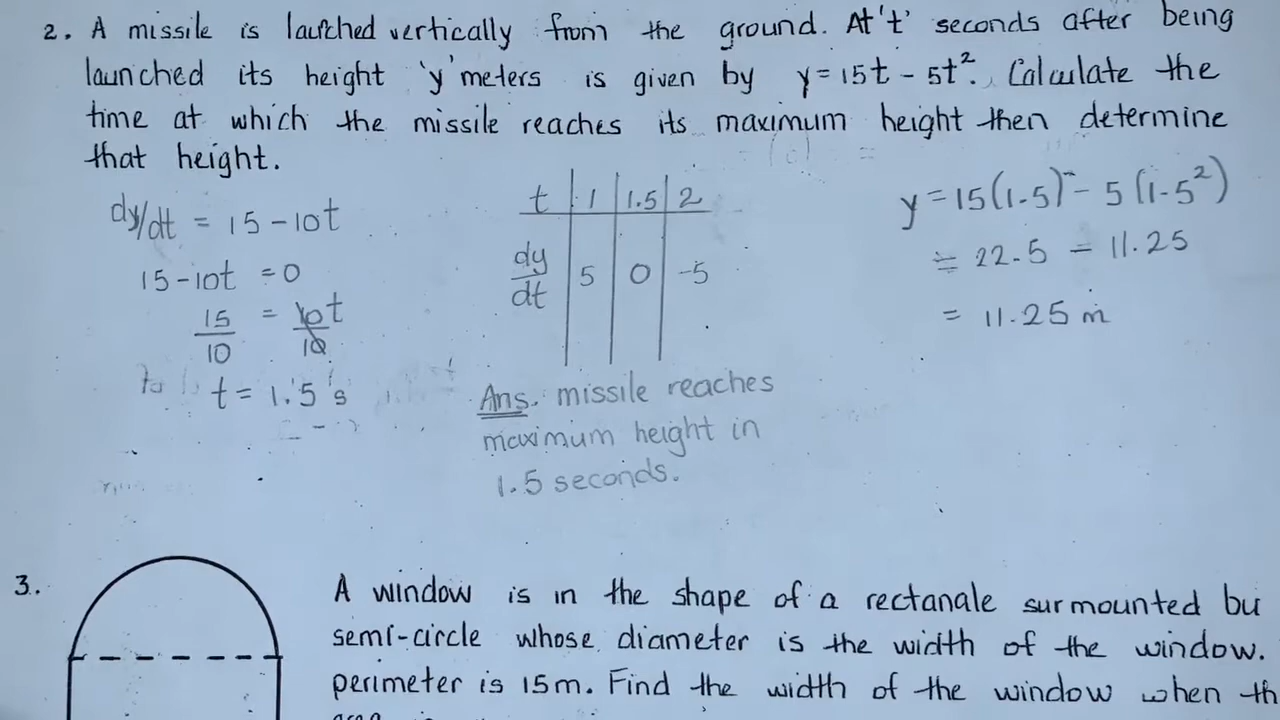 2. A missile is lautched vertically from the ground. At 't' seconds after being
launched its height 'y' meters is given by y = 15t - 5t². Calculate the
time at which the missile reaches its maximum height then determine
that height.
dy/dt = 15 - 10t
15 - 10t = 0
15/10 = 10t/10
t = 1.5 s
t | 1 | 1.5 | 2
dy/dt | 5 | 0 | -5
Ans. missile reaches
maximum height in
1.5 seconds.
y = 15(1.5) - 5(1.5²)
= 22.5 - 11.25
= 11.25 m
3.
A window is in the shape of a rectanale surmounted bu
semi-circle whose diameter is the width of the window.
perimeter is 15m. Find the width of the window when th